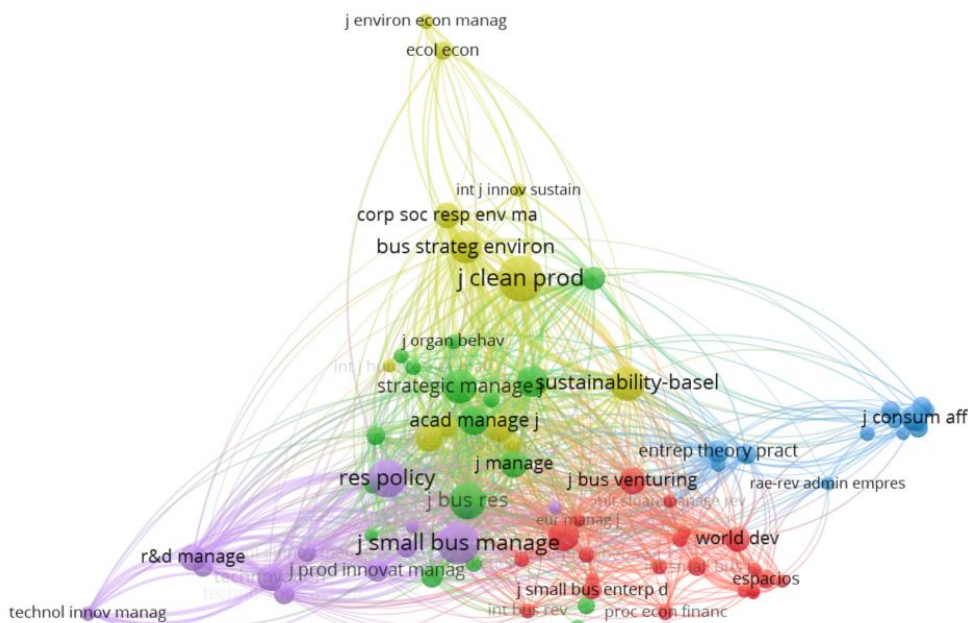 j environ econ manag
ecol econ
int j innov sustain
corp soc resp env ma
bus strateg environ
j clean prod
j organ behav
strategic manage j
sustainability-basel
j consum aff
acad manage j
entrep theory pract
j manage
res policy
j bus venturing
rae-rev admin empres
j bus res
eur manag j
j small bus manage
world dev
r&d manage
j prod innovat manag
espacios
j small bus enterp d
int bus rev
proc econ financ
technol innov manag